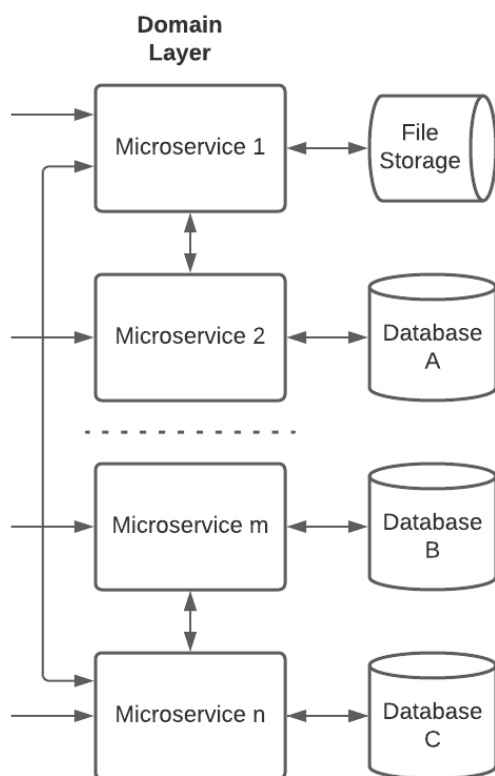 Domain
Layer
Microservice 1
File
Storage
Microservice 2
Database
A
Microservice m
Database
B
Microservice n
Database
C